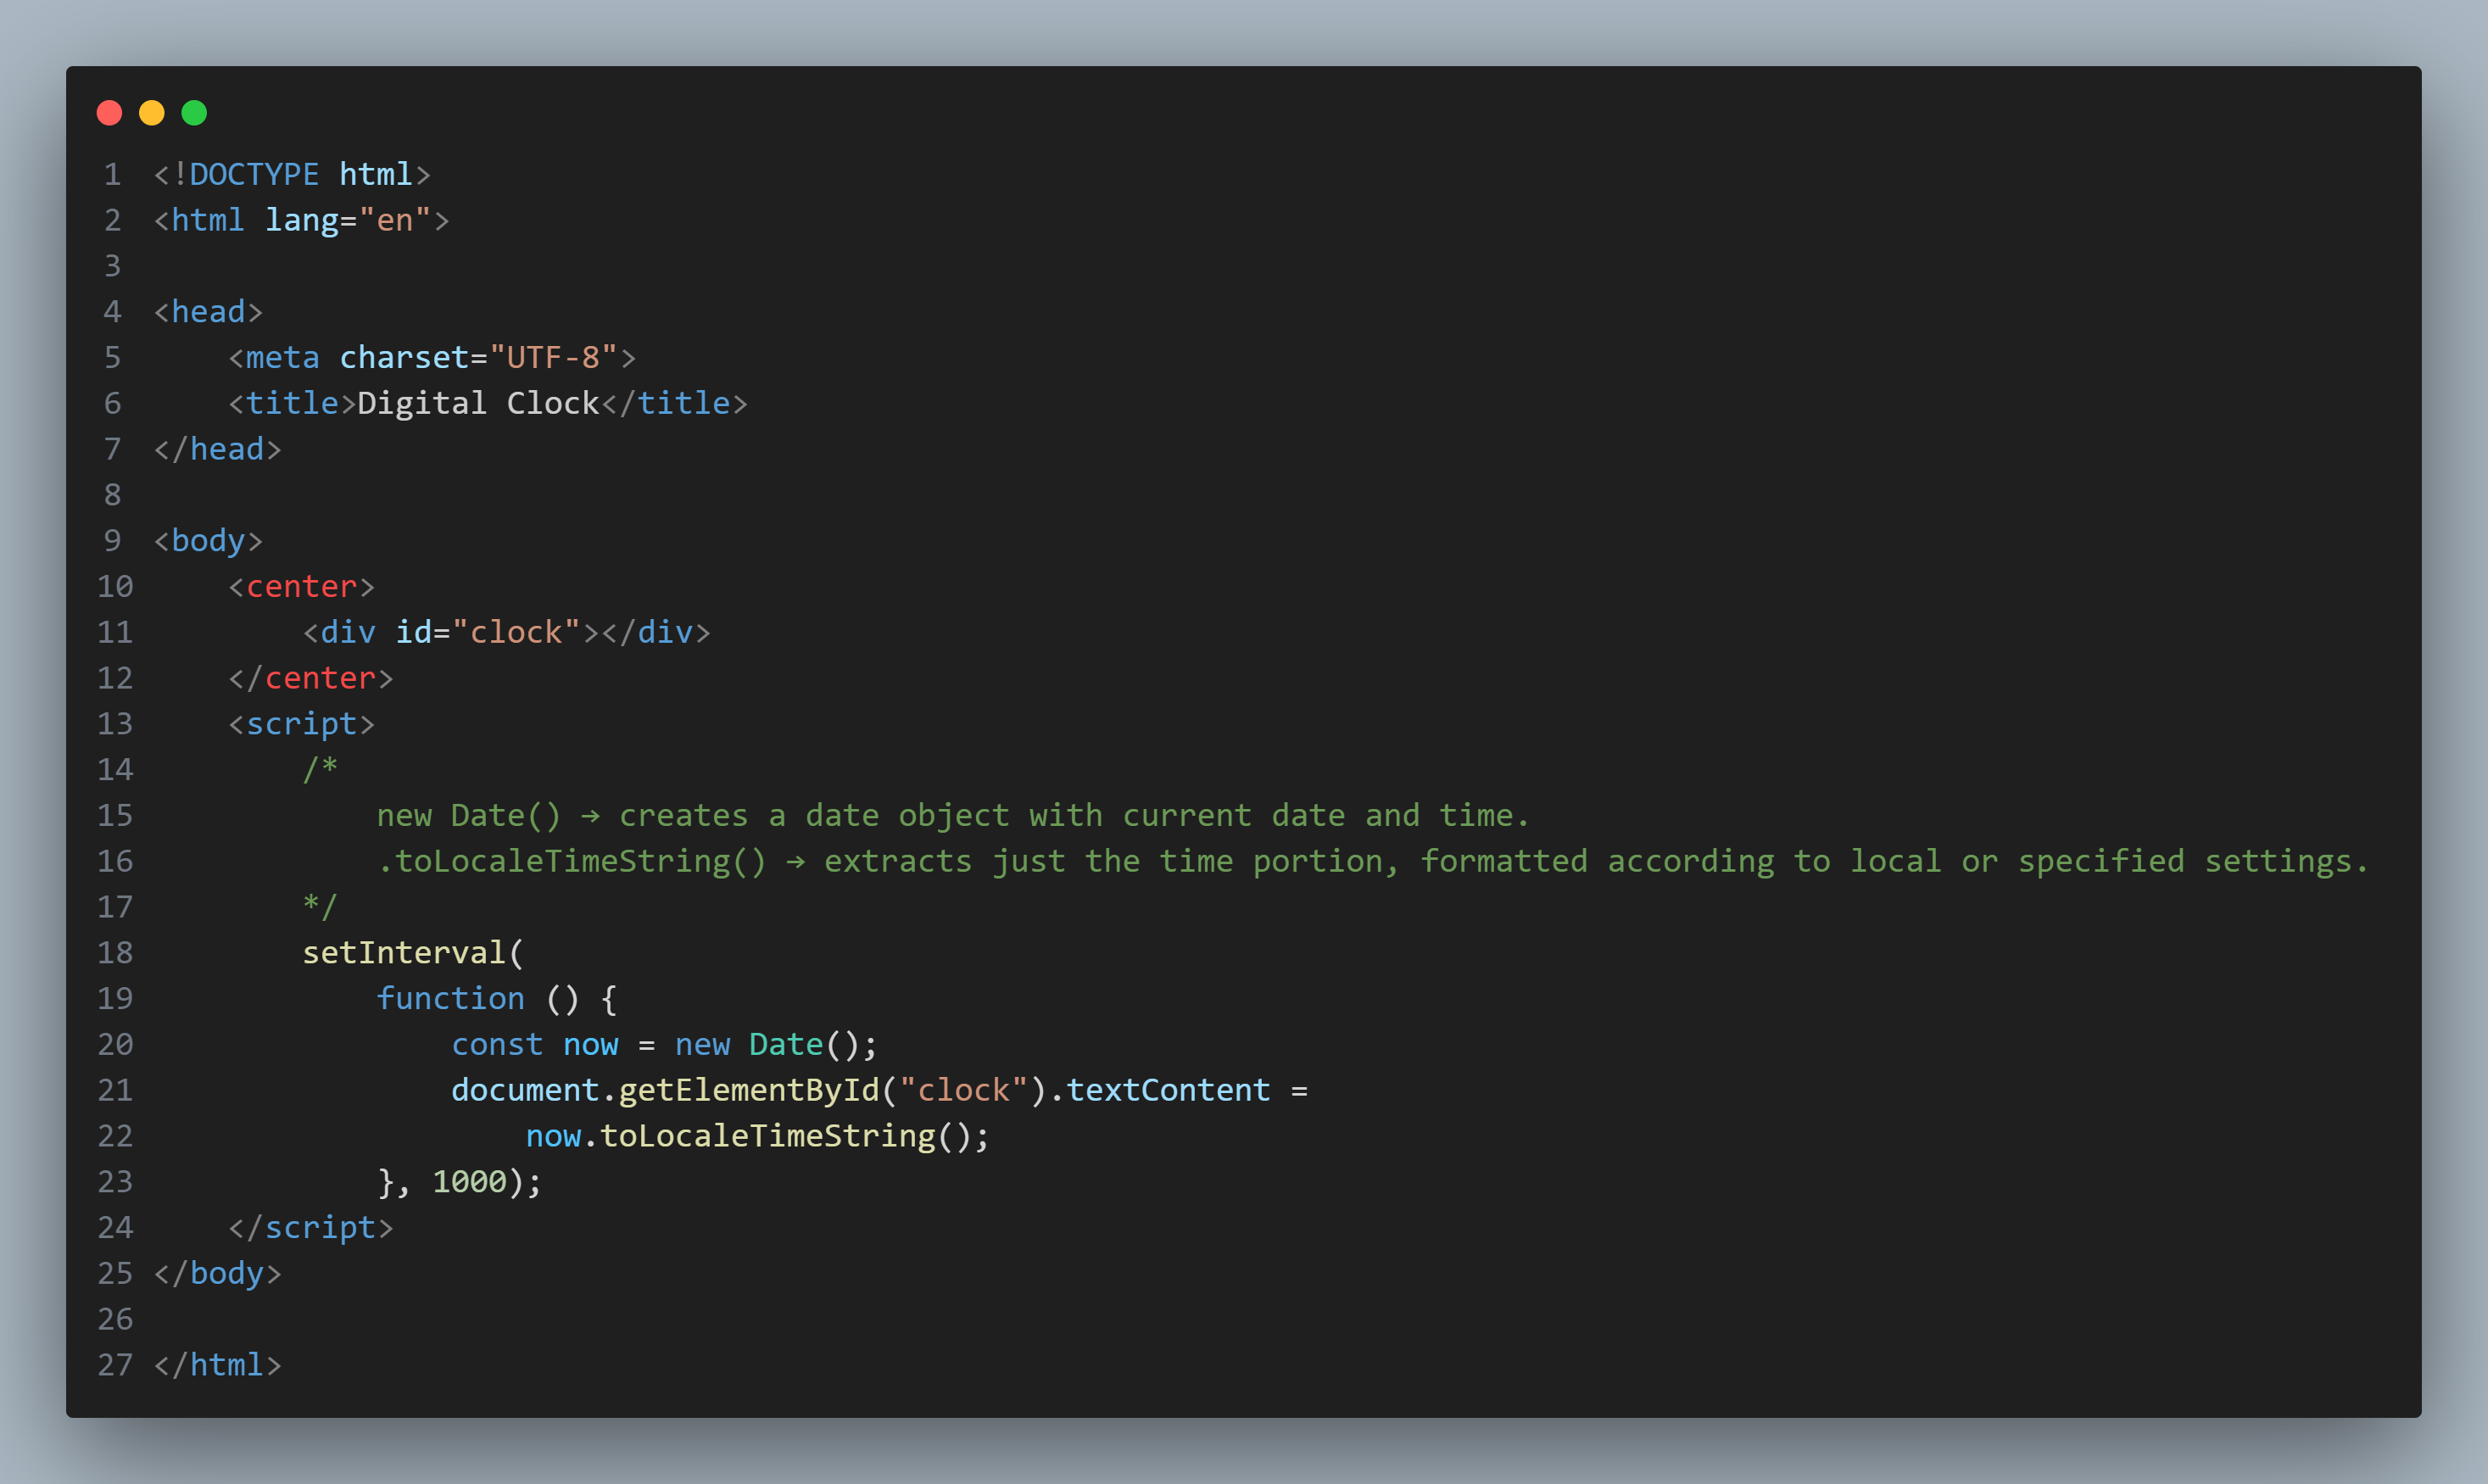 1 <!DOCTYPE html>
2 <html lang="en">
3
4 <head>
5     <meta charset="UTF-8">
6     <title>Digital Clock</title>
7 </head>
8
9 <body>
10     <center>
11         <div id="clock"></div>
12     </center>
13     <script>
14         /*
15             new Date() → creates a date object with current date and time.
16             .toLocaleTimeString() → extracts just the time portion, formatted according to local or specified settings.
17         */
18         setInterval(
19             function () {
20                 const now = new Date();
21                 document.getElementById("clock").textContent =
22                     now.toLocaleTimeString();
23             }, 1000);
24     </script>
25 </body>
26
27 </html>